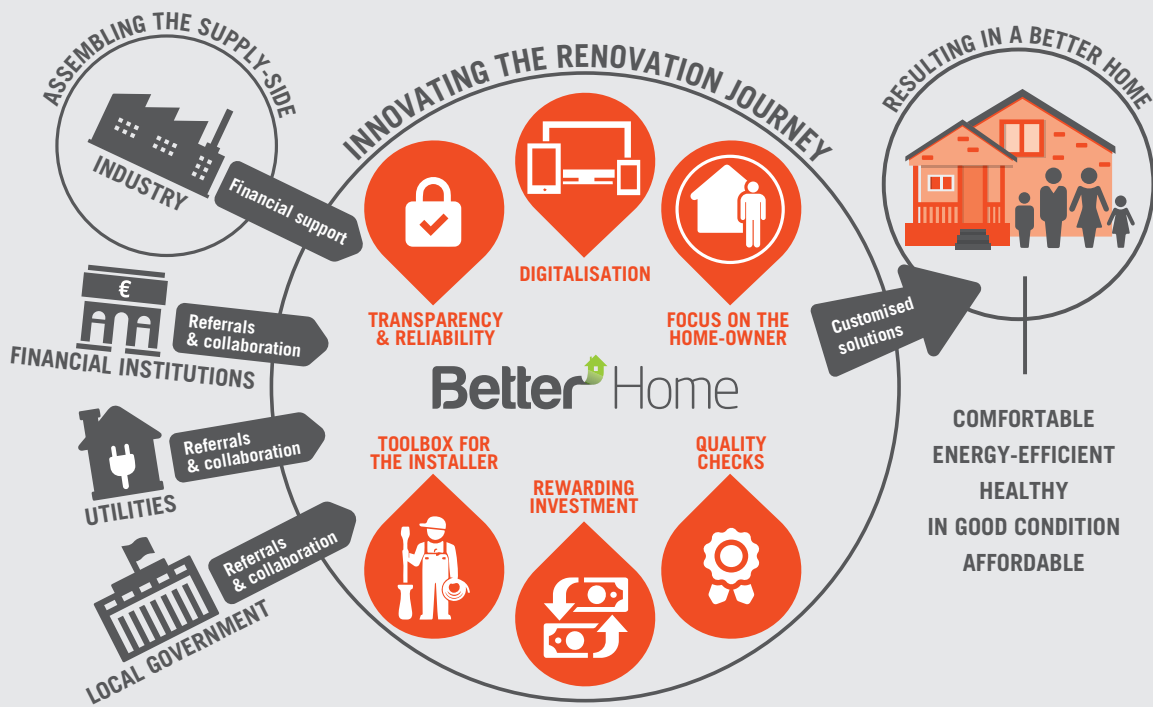 ASSEMBLING THE SUPPLY-SIDE
INDUSTRY
Financial support
€
FINANCIAL INSTITUTIONS
Referrals
& collaboration
UTILITIES
Referrals
& collaboration
LOCAL GOVERNMENT
Referrals
& collaboration
INNOVATING THE RENOVATION JOURNEY
TRANSPARENCY
& RELIABILITY
DIGITALISATION
FOCUS ON THE
HOME-OWNER
Better Home
TOOLBOX FOR
THE INSTALLER
REWARDING
INVESTMENT
QUALITY
CHECKS
Customised
solutions
RESULTING IN A BETTER HOME
COMFORTABLE
ENERGY-EFFICIENT
HEALTHY
IN GOOD CONDITION
AFFORDABLE